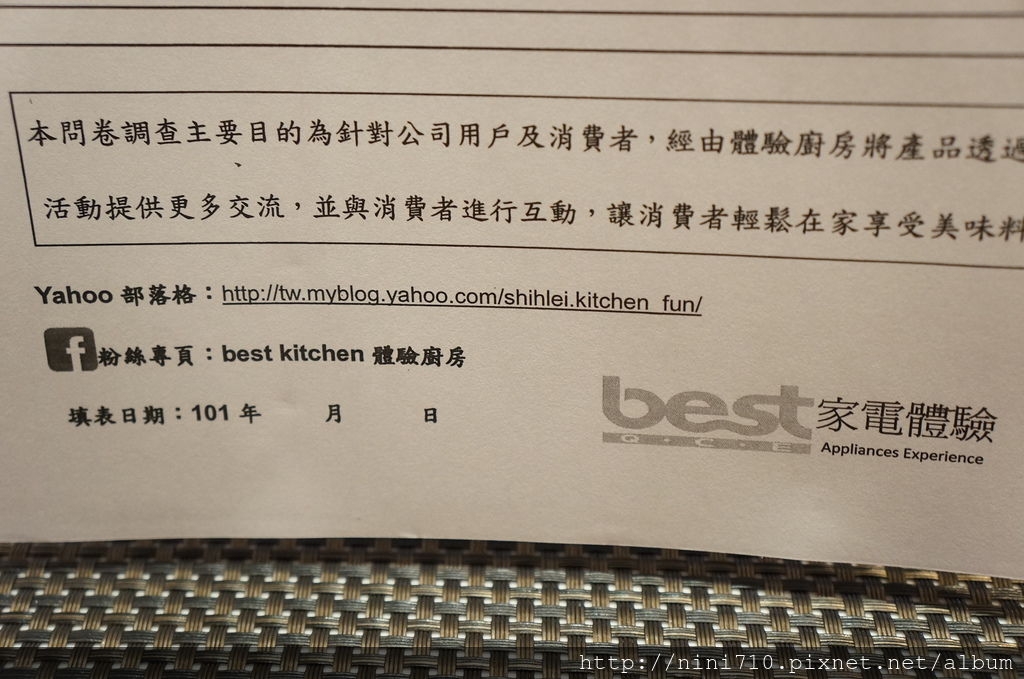 本問卷調查主要目的為針對公司用戶及消費者，經由體驗廚房將產品透過
活動提供更多交流，並與消費者進行互動，讓消費者輕鬆在家享受美味料
Yahoo 部落格：http://tw.myblog.yahoo.com/shihlei.kitchen_fun/
f粉絲專頁：best kitchen 體驗廚房
填表日期：101 年 月 日
best 家電體驗
Q．C．E Appliances Experience
http://nini710.pixnet.net/album